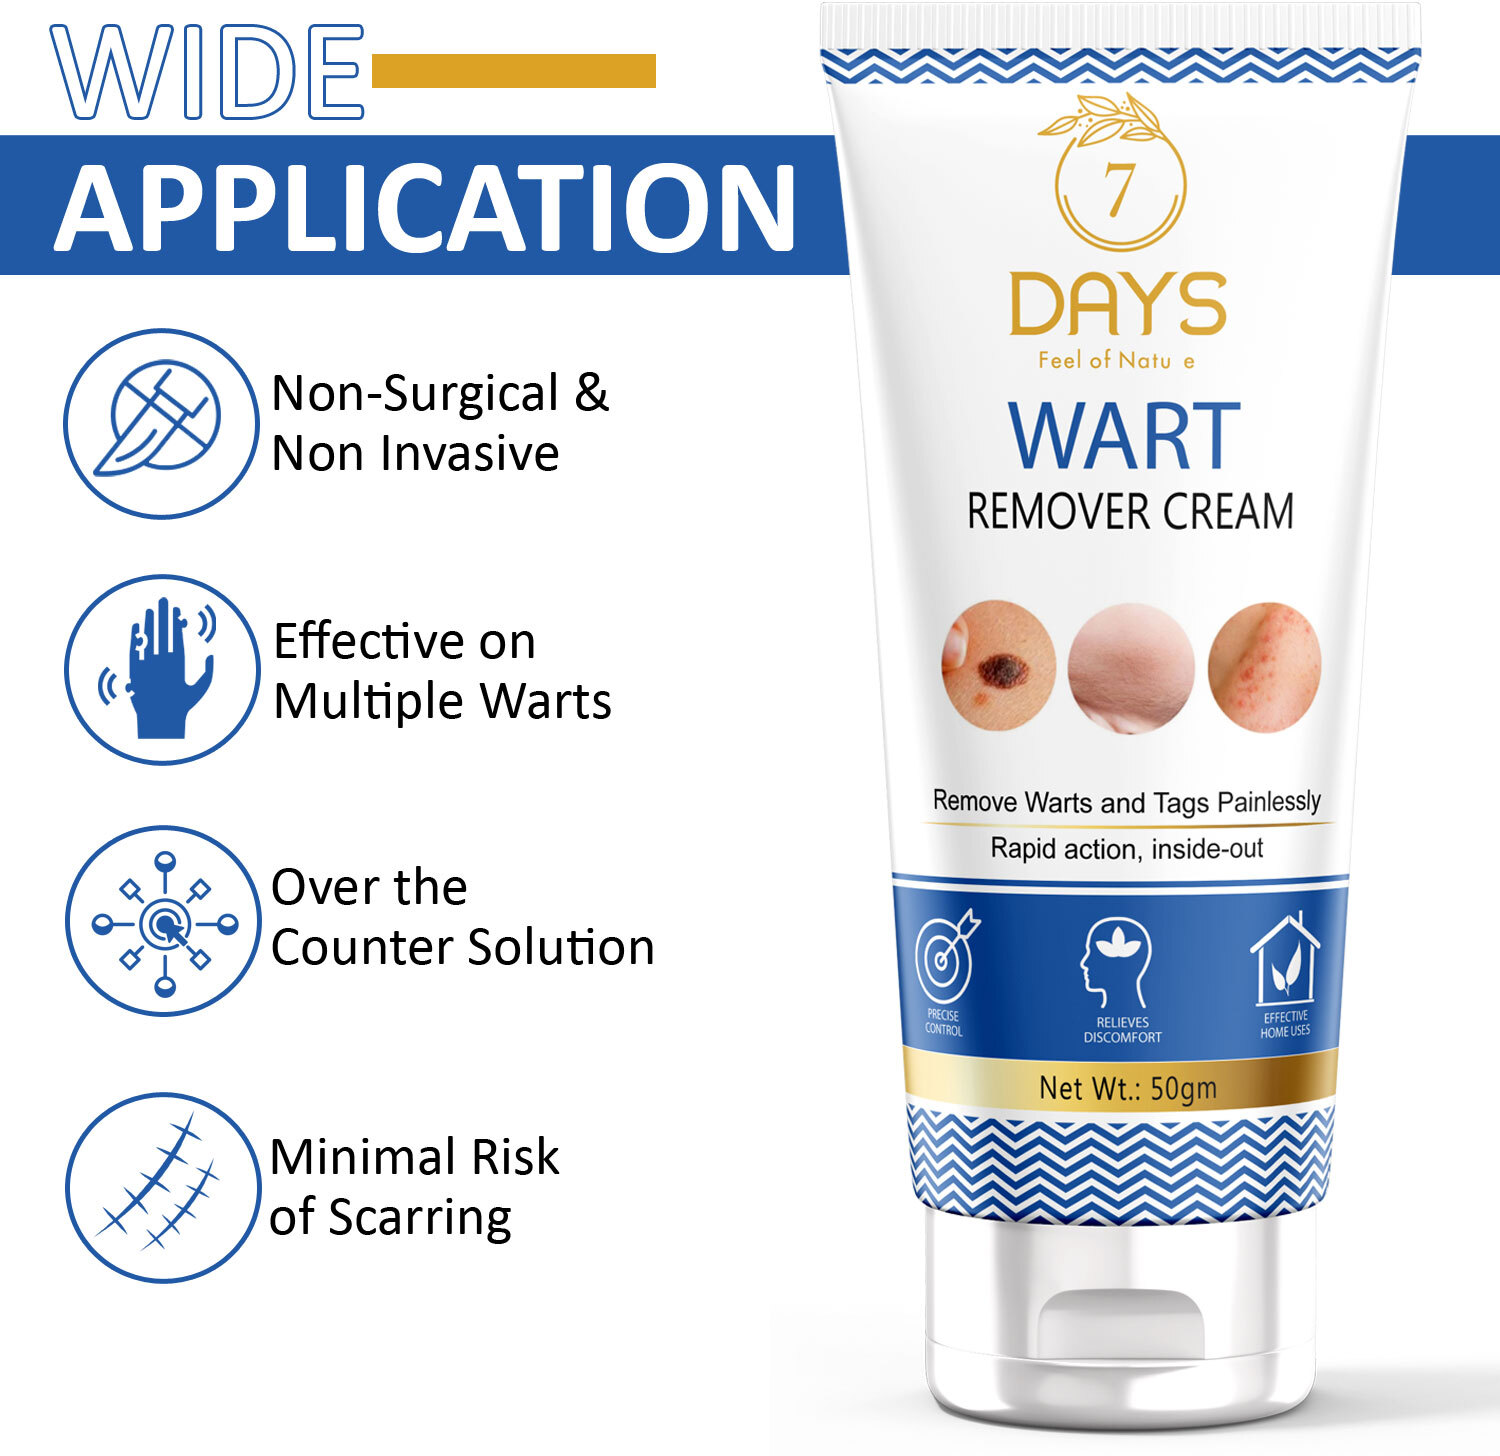 WIDE
APPLICATION
Non-Surgical &
Non Invasive
Effective on
Multiple Warts
Over the
Counter Solution
Minimal Risk
of Scarring
7
DAYS
Feel of Natu e
WART
REMOVER CREAM
Remove Warts and Tags Painlessly
Rapid action, inside-out
PRECISE
CONTROL
RELIEVES
DISCOMFORT
EFFECTIVE
HOME USES
Net Wt.: 50gm